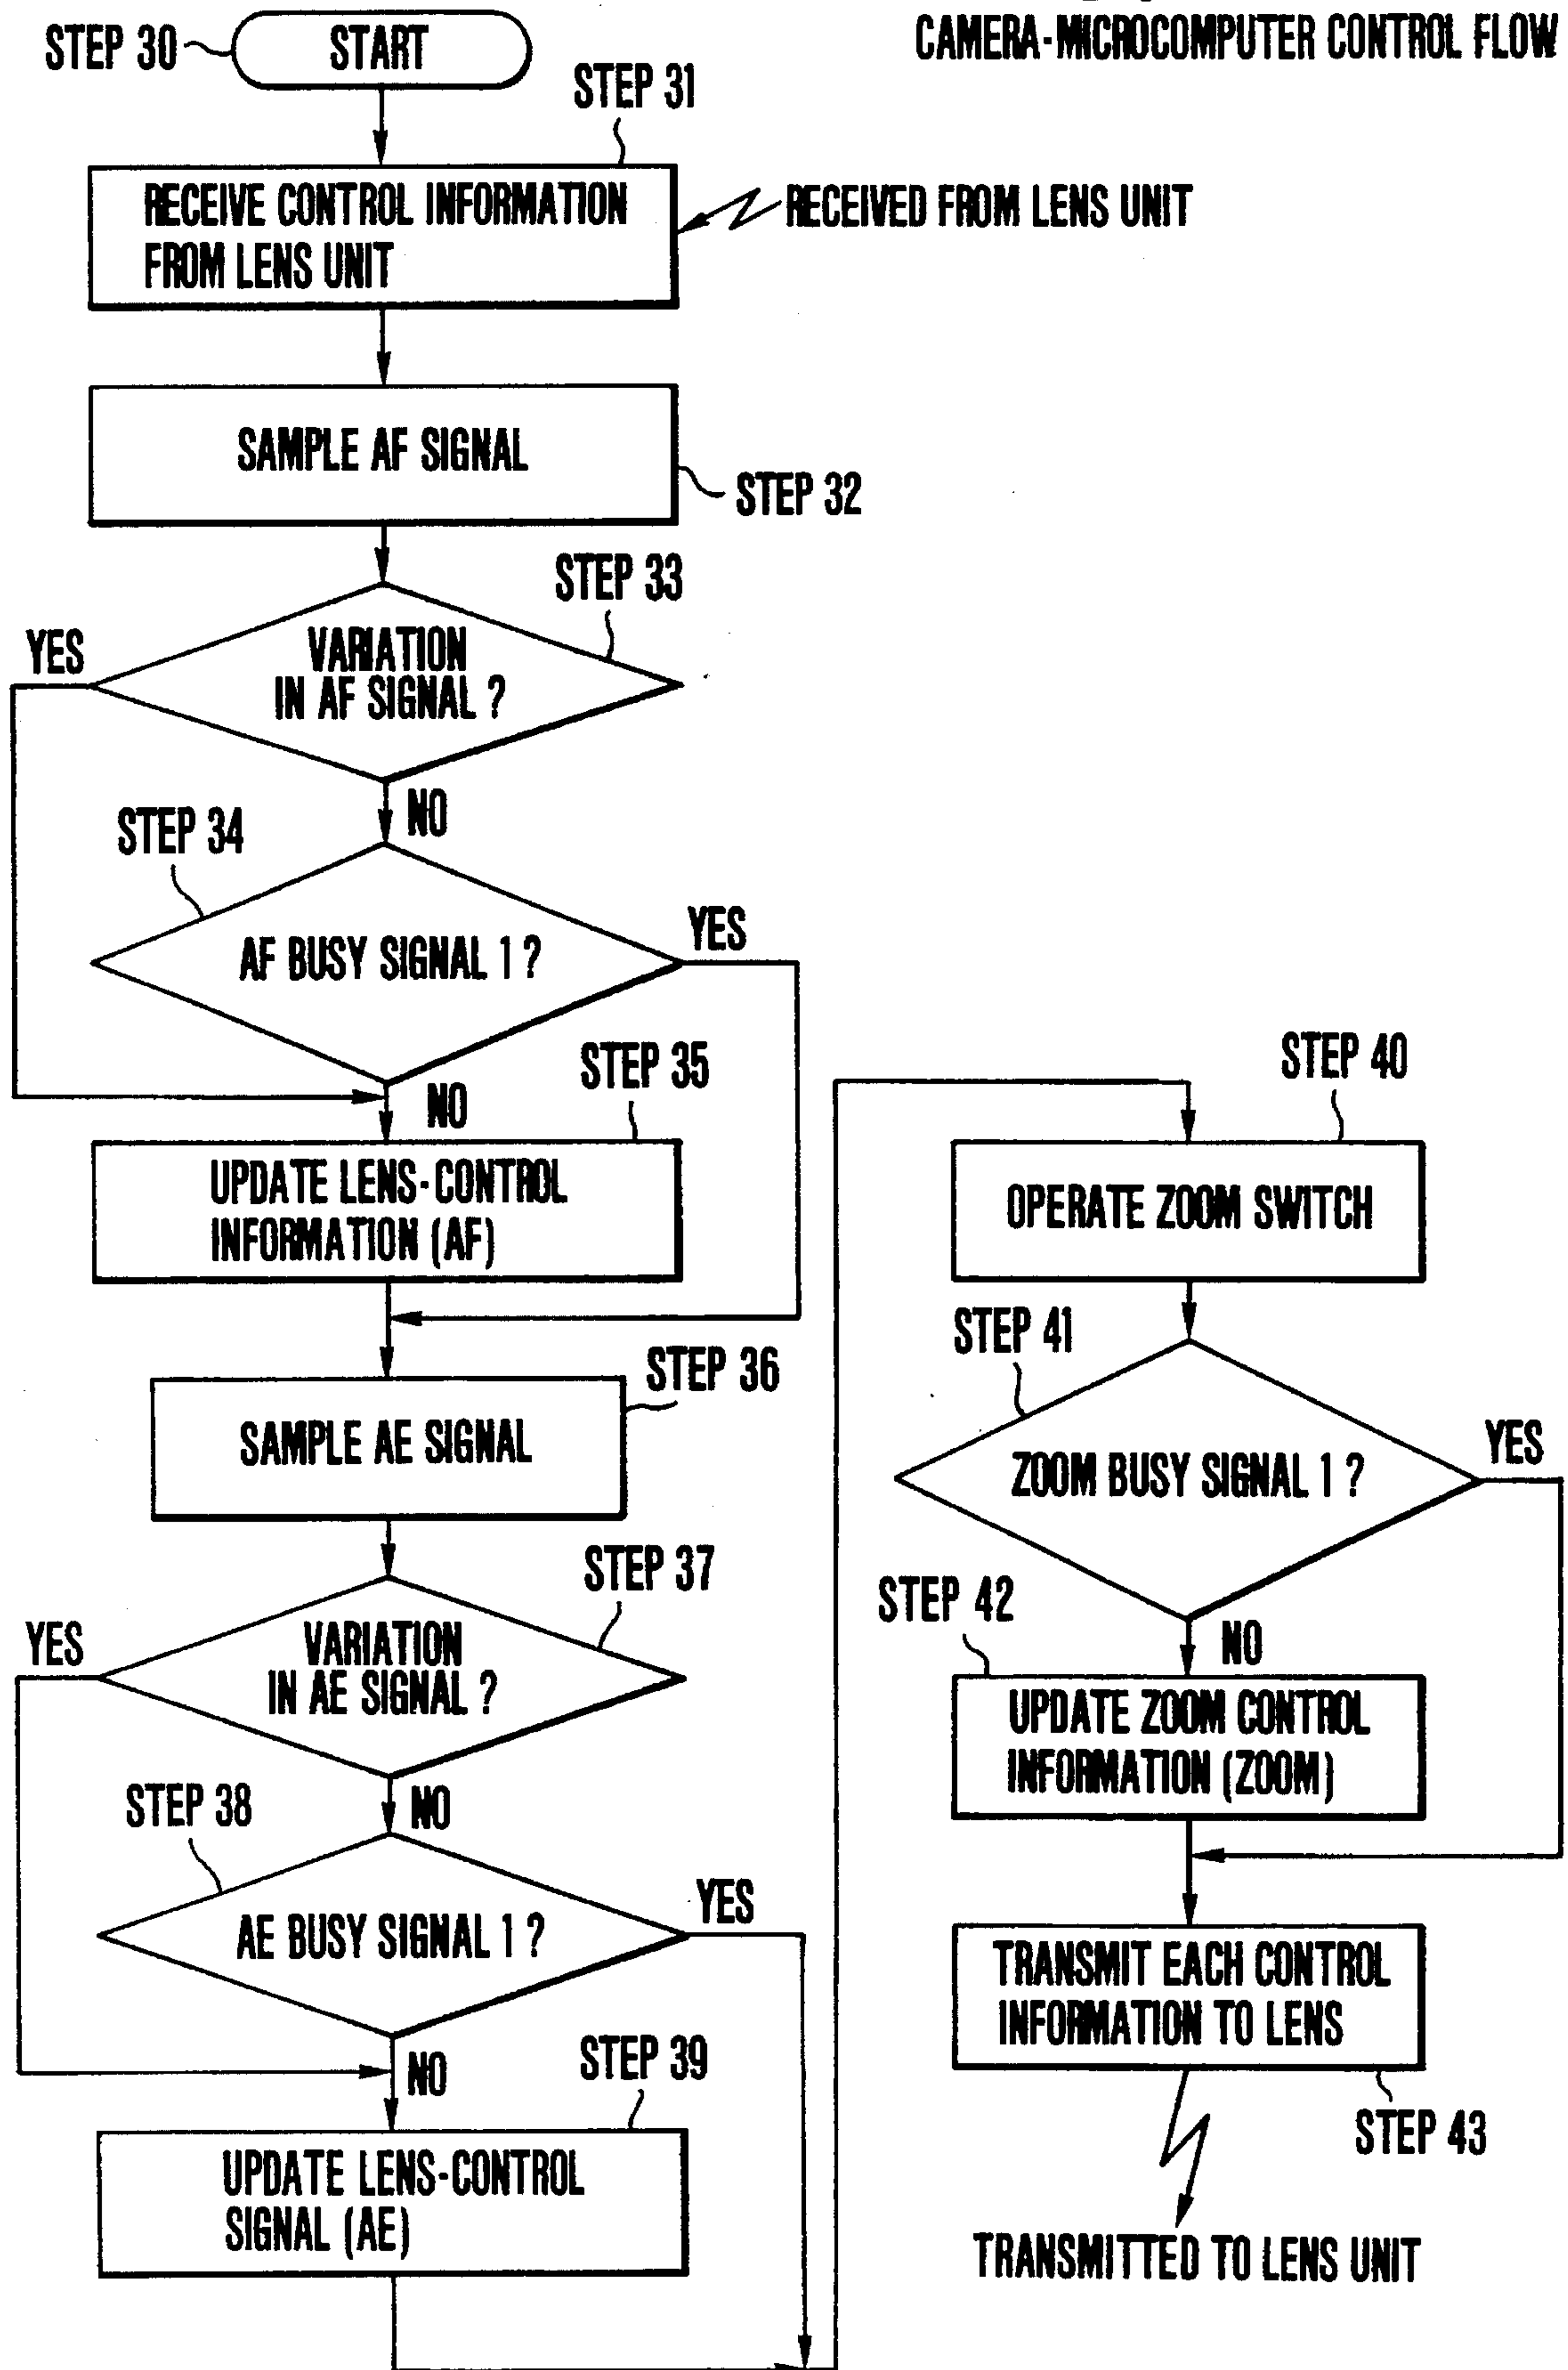 CAMERA-MICROCOMPUTER CONTROL FLOW
STEP 30
START
STEP 31
RECEIVE CONTROL INFORMATION
FROM LENS UNIT
RECEIVED FROM LENS UNIT
SAMPLE AF SIGNAL
STEP 32
STEP 33
YES
VARIATION
IN AF SIGNAL ?
NO
STEP 34
AF BUSY SIGNAL 1 ?
YES
NO
STEP 35
UPDATE LENS-CONTROL
INFORMATION (AF)
STEP 36
SAMPLE AE SIGNAL
STEP 37
YES
VARIATION
IN AE SIGNAL ?
NO
STEP 38
AE BUSY SIGNAL 1 ?
YES
NO
STEP 39
UPDATE LENS-CONTROL
SIGNAL (AE)
STEP 40
OPERATE ZOOM SWITCH
STEP 41
ZOOM BUSY SIGNAL 1 ?
YES
STEP 42
NO
UPDATE ZOOM CONTROL
INFORMATION (ZOOM)
TRANSMIT EACH CONTROL
INFORMATION TO LENS
STEP 43
TRANSMITTED TO LENS UNIT